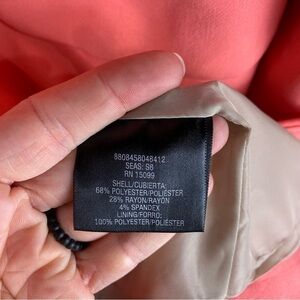 8808458048412
SEAS: S8
RN 15099
SHELL/CUBIERTA:
68% POLYESTER/POLIÉSTER
28% RAYON/RAYÓN
4% SPANDEX
LINING/FORRO:
100% POLYESTER/POLIÉSTER